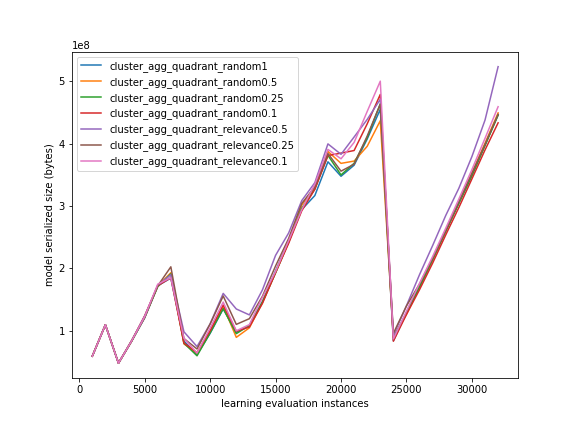 1e8
cluster_agg_quadrant_random1
cluster_agg_quadrant_random0.5
cluster_agg_quadrant_random0.25
cluster_agg_quadrant_random0.1
cluster_agg_quadrant_relevance0.5
cluster_agg_quadrant_relevance0.25
cluster_agg_quadrant_relevance0.1
5
4
3
2
1
model serialized size (bytes)
0 5000 10000 15000 20000 25000 30000
learning evaluation instances